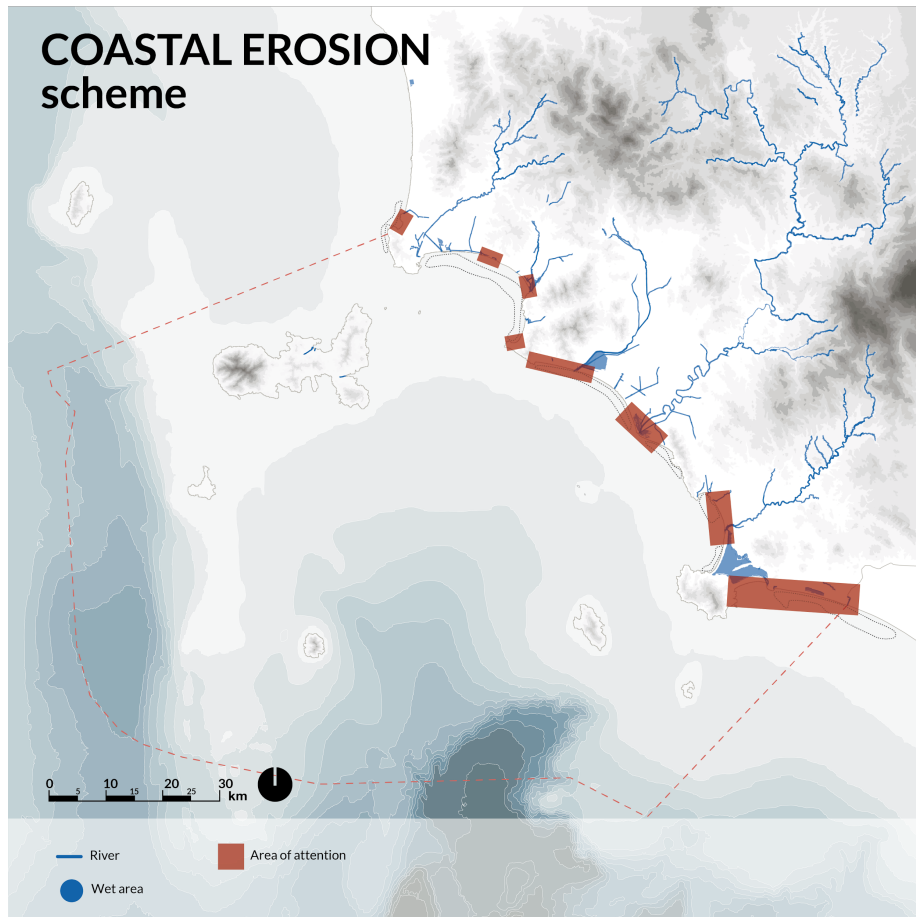 COASTAL EROSION
scheme
0 10 20 30
5 15 25 km
River
Area of attention
Wet area